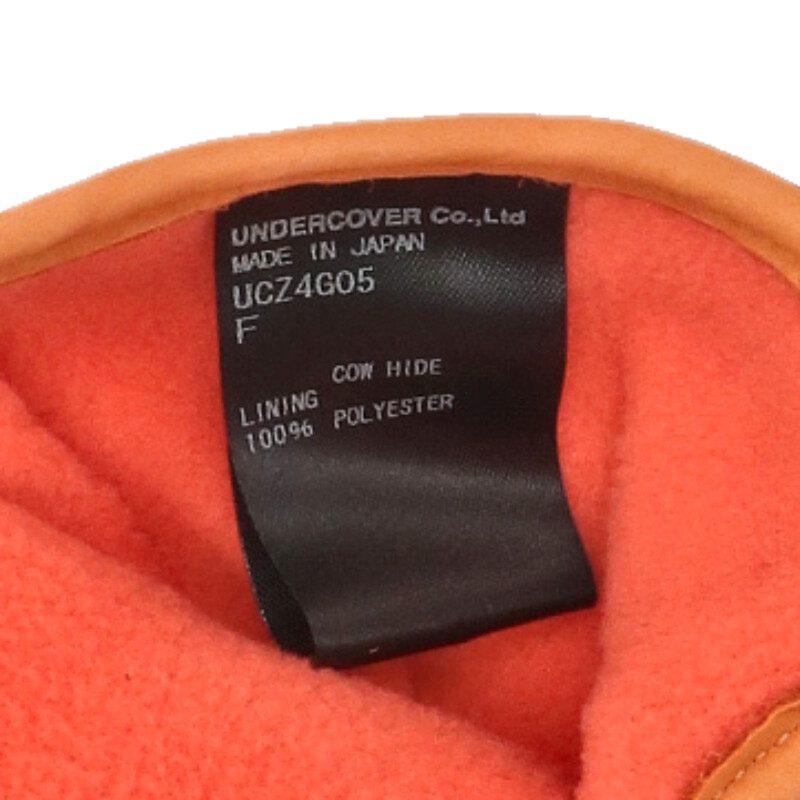 UNDERCOVER Co.,Ltd
MADE IN JAPAN
UCZ4G05
F
COW HIDE
LINING
100% POLYESTER